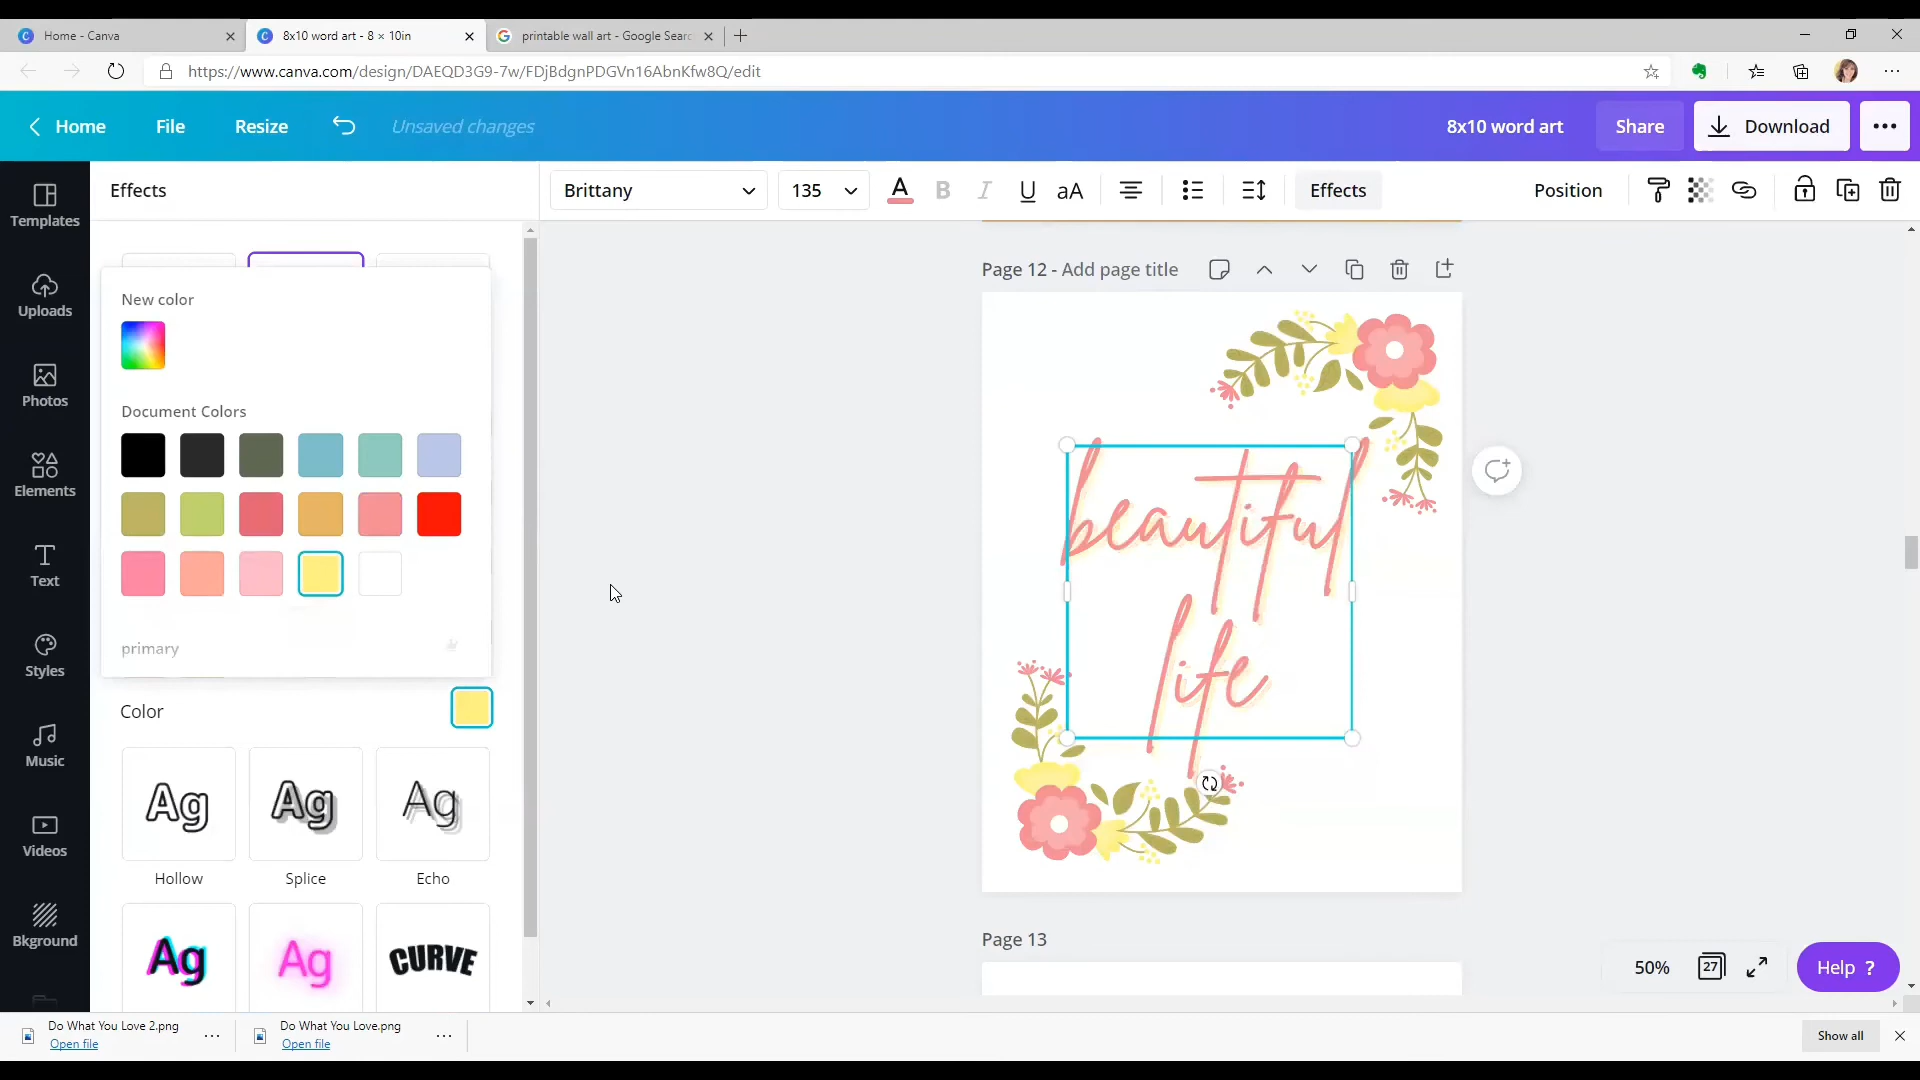 Home - Canva
8x10 word art - 8 × 10in
printable wall art - Google Searc
https://www.canva.com/design/DAEQD3G9-7w/FDjBdgnPDGVn16AbnKfw8Q/edit
Home
File
Resize
Unsaved changes
8x10 word art
Share
Download
Templates
Uploads
Photos
Elements
Text
Styles
Music
Videos
Bkground
Effects
Brittany
135
A
B
I
U
aA
Effects
Position
New color
Document Colors
primary
Color
Ag
Ag
Ag
Hollow
Splice
Echo
Ag
Ag
CURVE
Page 12 - Add page title
beautiful
life
Page 13
50%
27
Help ?
Do What You Love 2.png
Open file
Do What You Love.png
Open file
Show all